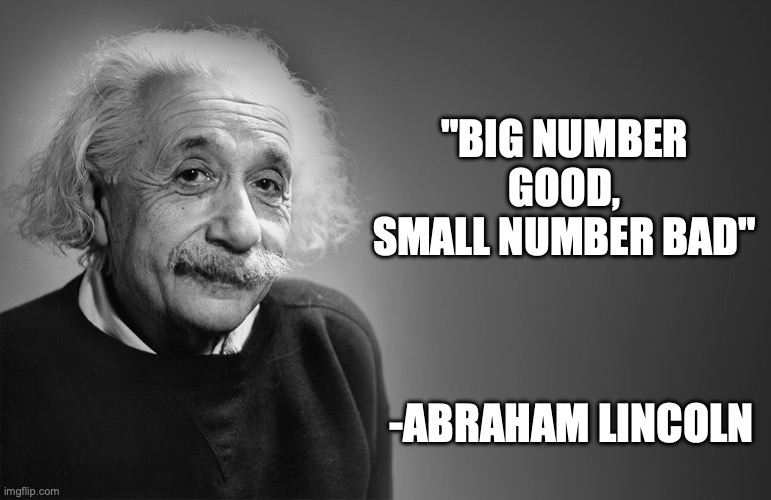 "BIG NUMBER
GOOD,
SMALL NUMBER BAD"
-ABRAHAM LINCOLN
imgflip.com